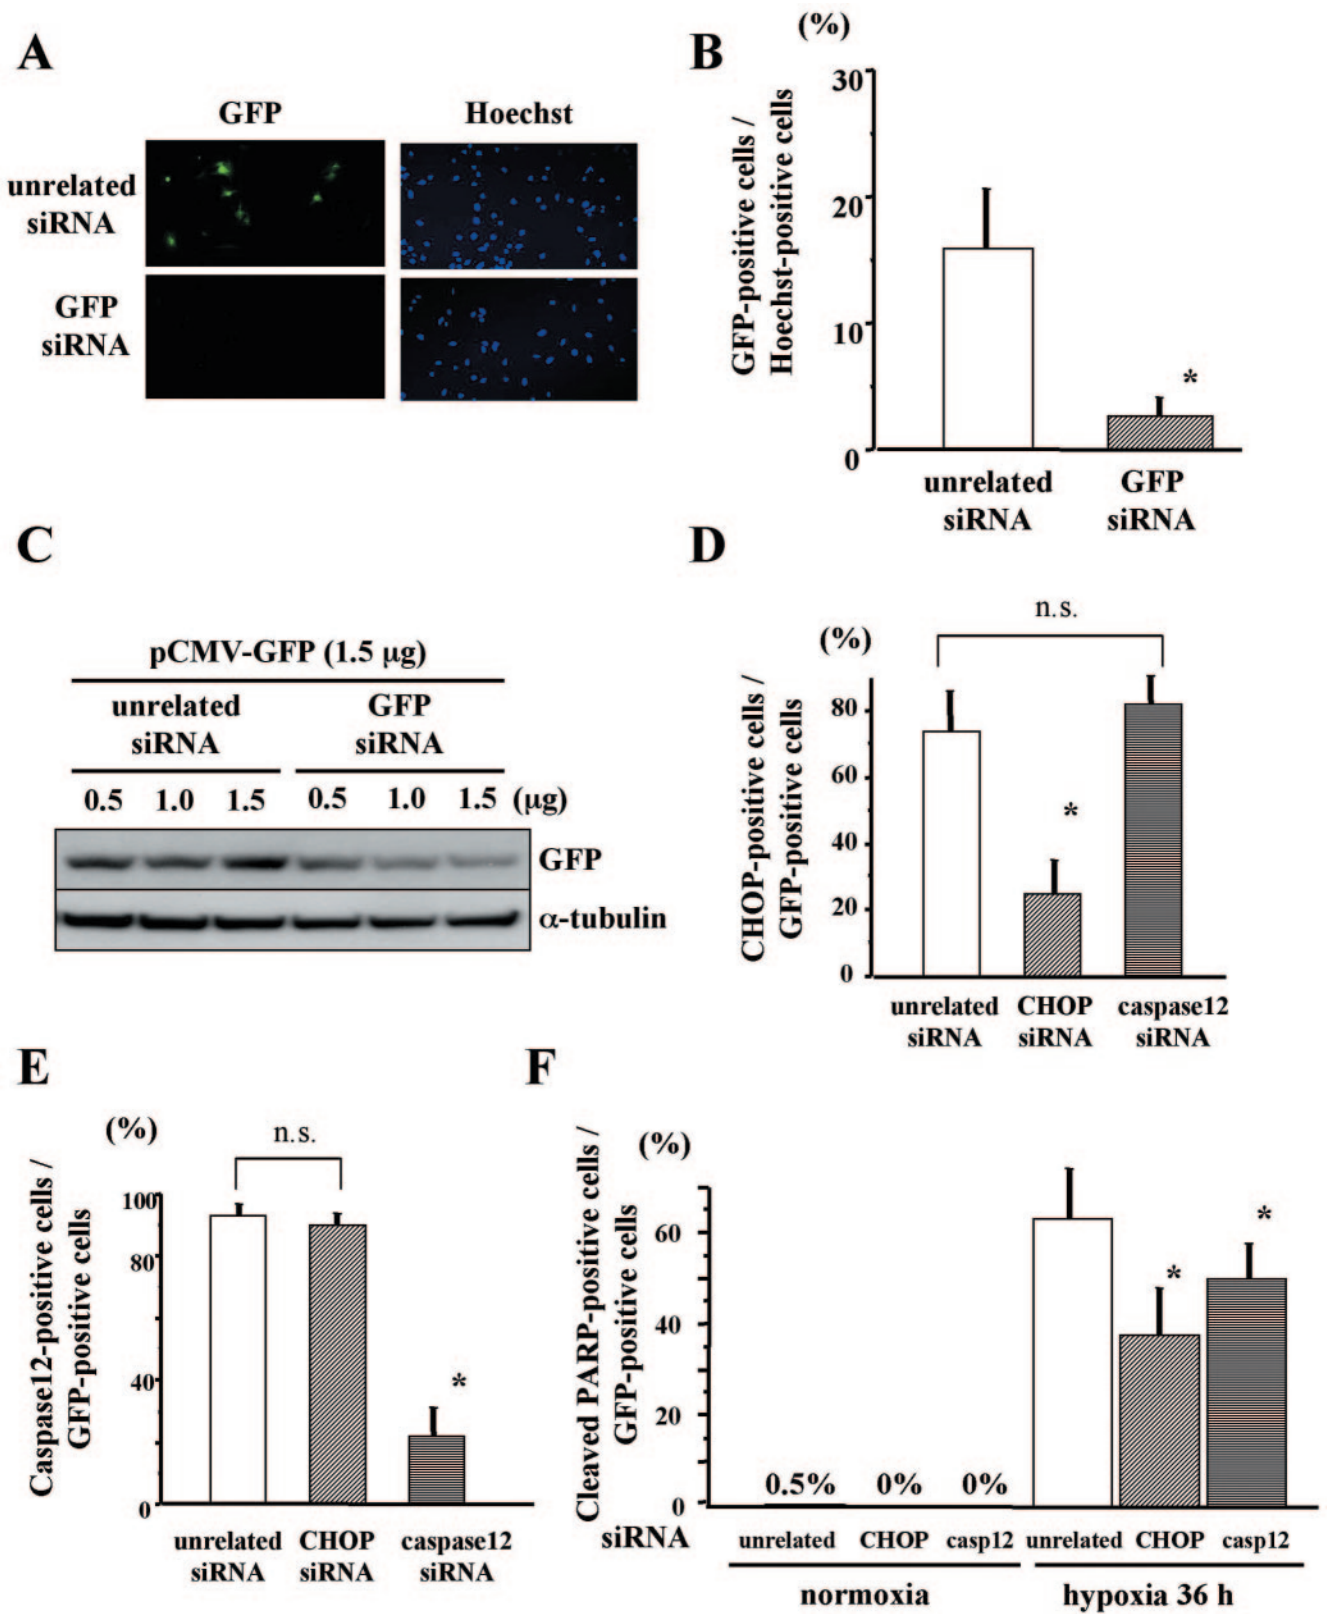 A
GFP
Hoechst
unrelated
siRNA
GFP
siRNA
B
(%)
GFP-positive cells /
Hoechst-positive cells
30
20
10
0
*
unrelated
siRNA
GFP
siRNA
C
pCMV-GFP (1.5 μg)
unrelated
siRNA
GFP
siRNA
0.5 1.0 1.5 0.5 1.0 1.5 (μg)
GFP
α-tubulin
D
n.s.
(%)
CHOP-positive cells /
GFP-positive cells
80
60
40
20
0
*
unrelated
siRNA
CHOP
siRNA
caspase12
siRNA
E
(%)
n.s.
Caspase12-positive cells /
GFP-positive cells
100
80
40
0
*
unrelated
siRNA
CHOP
siRNA
caspase12
siRNA
F
(%)
Cleaved PARP-positive cells /
GFP-positive cells
60
40
20
0
* *
0.5% 0% 0%
siRNA unrelated CHOP casp12 unrelated CHOP casp12
normoxia hypoxia 36 h